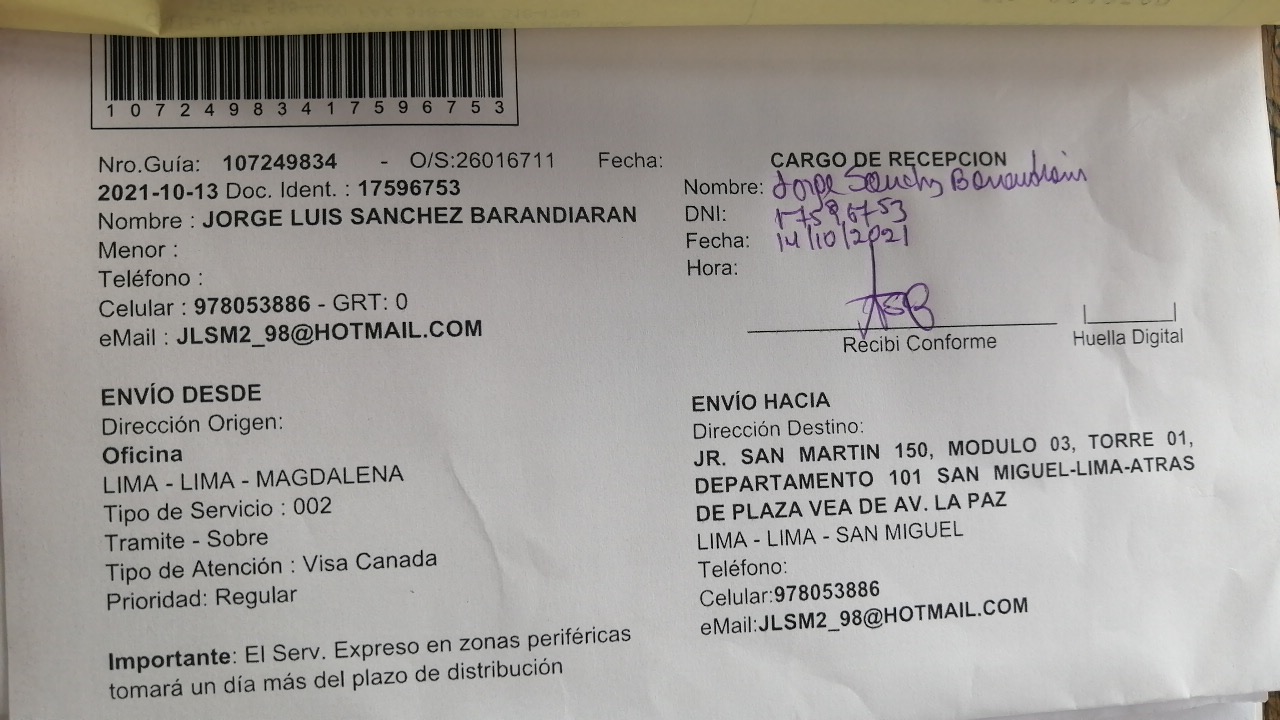 10724983417596753
Nro.Guía: 107249834 - O/S:26016711 Fecha:
2021-10-13 Doc. Ident. : 17596753
Nombre : JORGE LUIS SANCHEZ BARANDIARAN
Menor :
Teléfono :
Celular : 978053886 - GRT: 0
eMail : JLSM2_98@HOTMAIL.COM
CARGO DE RECEPCION
Nombre: Jorge Sanchz Barandiarin
DNI: 17596753
Fecha: 14/10/2021
Hora:
JSB
Recibi Conforme
Huella Digital
ENVÍO DESDE
Dirección Origen:
Oficina
LIMA - LIMA - MAGDALENA
Tipo de Servicio : 002
Tramite - Sobre
Tipo de Atención : Visa Canada
Prioridad: Regular
Importante: El Serv. Expreso en zonas periféricas
tomará un día más del plazo de distribución
ENVÍO HACIA
Dirección Destino:
JR. SAN MARTIN 150, MODULO 03, TORRE 01,
DEPARTAMENTO 101 SAN MIGUEL-LIMA-ATRAS
DE PLAZA VEA DE AV. LA PAZ
LIMA - LIMA - SAN MIGUEL
Teléfono:
Celular:978053886
eMail:JLSM2_98@HOTMAIL.COM